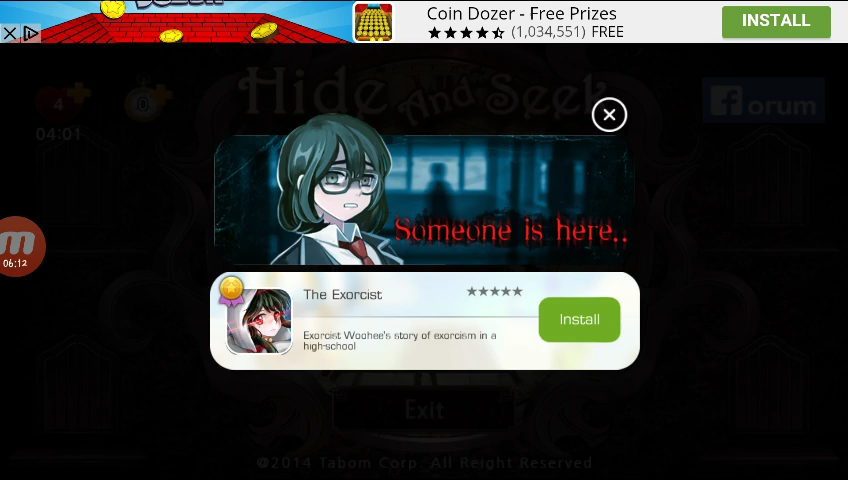 DOZER
Coin Dozer - Free Prizes
(1,034,551) FREE
INSTALL
Hide And Seek
4
0
04:01
f orum
Someone is here..
06:12
The Exorcist
Install
Exorcist Woohee's story of exorcism in a
high-school
Exit
@2014 Tabom Corp. All Reight Reserved